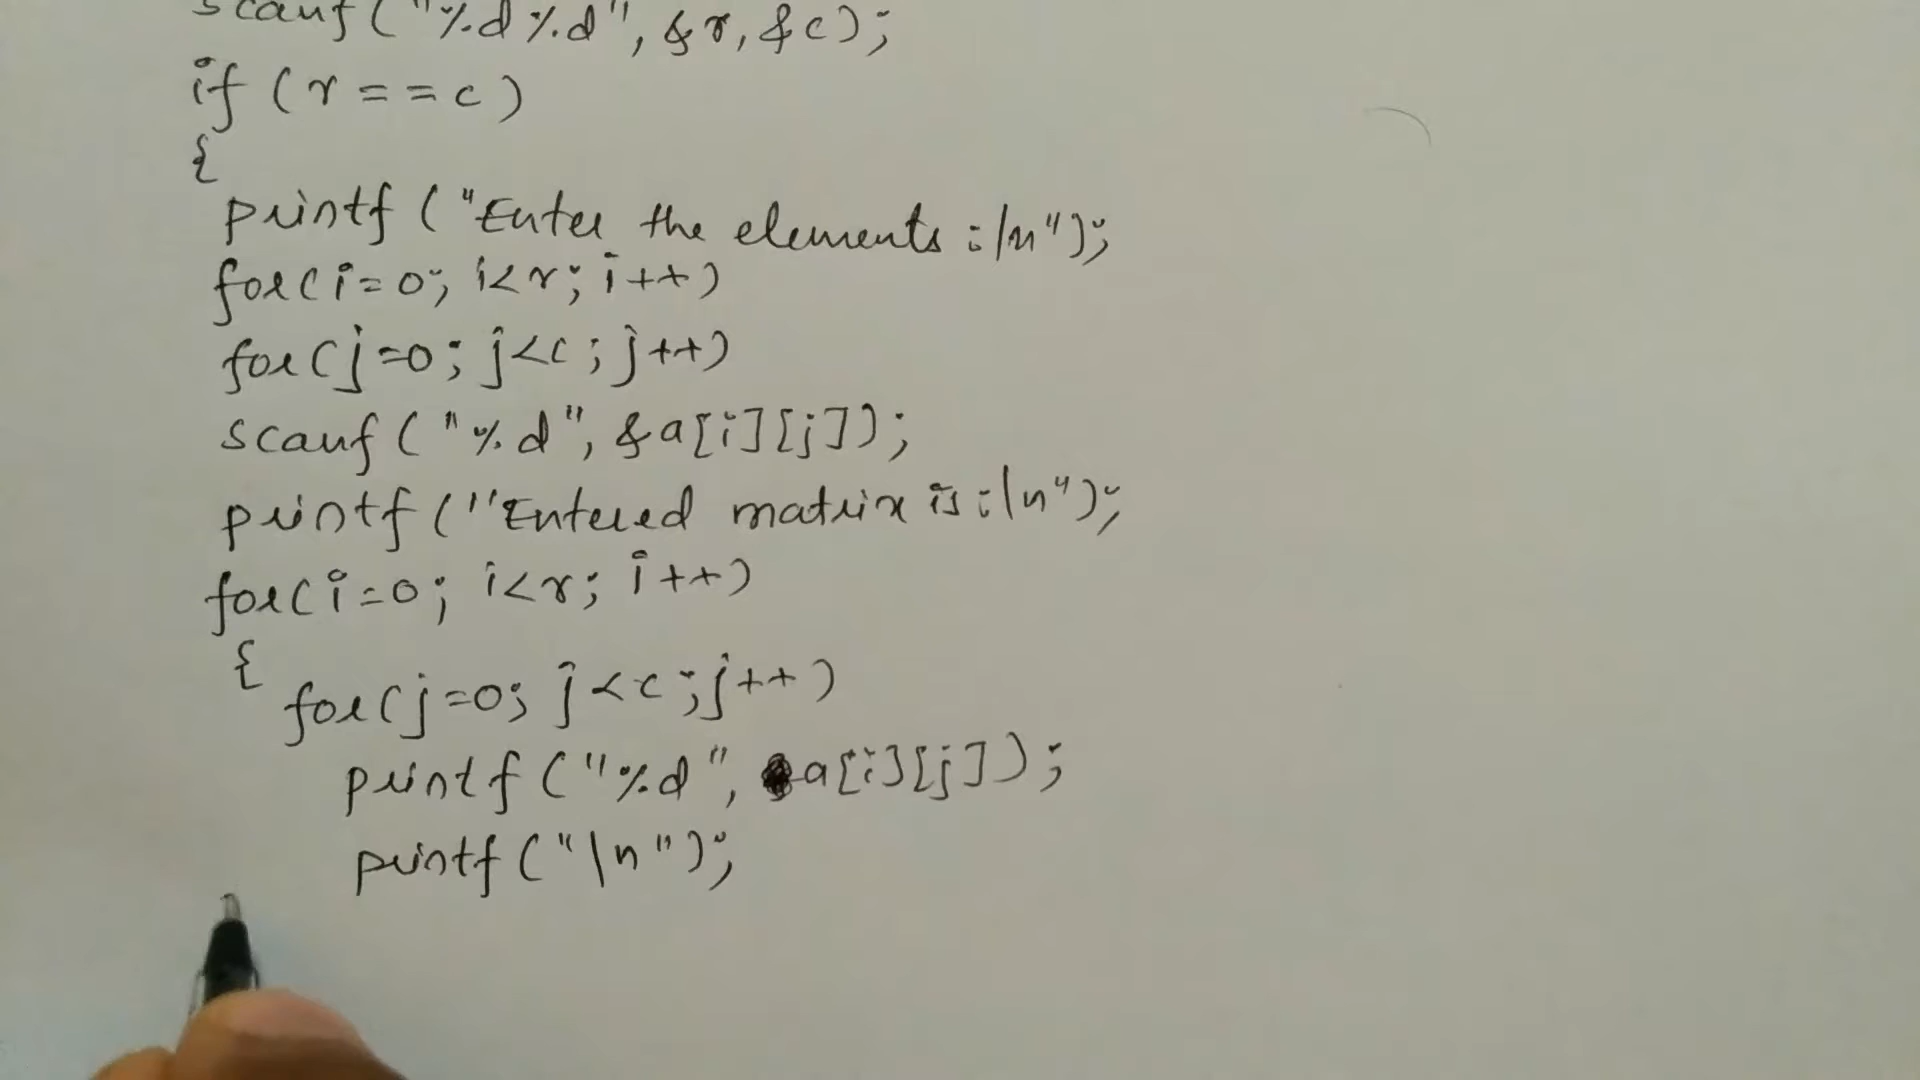 scanf("%d%d", &r, &c);
if (r==c)
{
printf ("Enter the elements :\n");
for(i=0; i<r; i++)
for(j=0; j<c; j++)
scanf ("%d", &a[i][j]);
printf ("Entered matrix is :\n");
for(i=0; i<r; i++)
{
for(j=0; j<c; j++)
printf ("%d", a[i][j]);
printf ("\n");